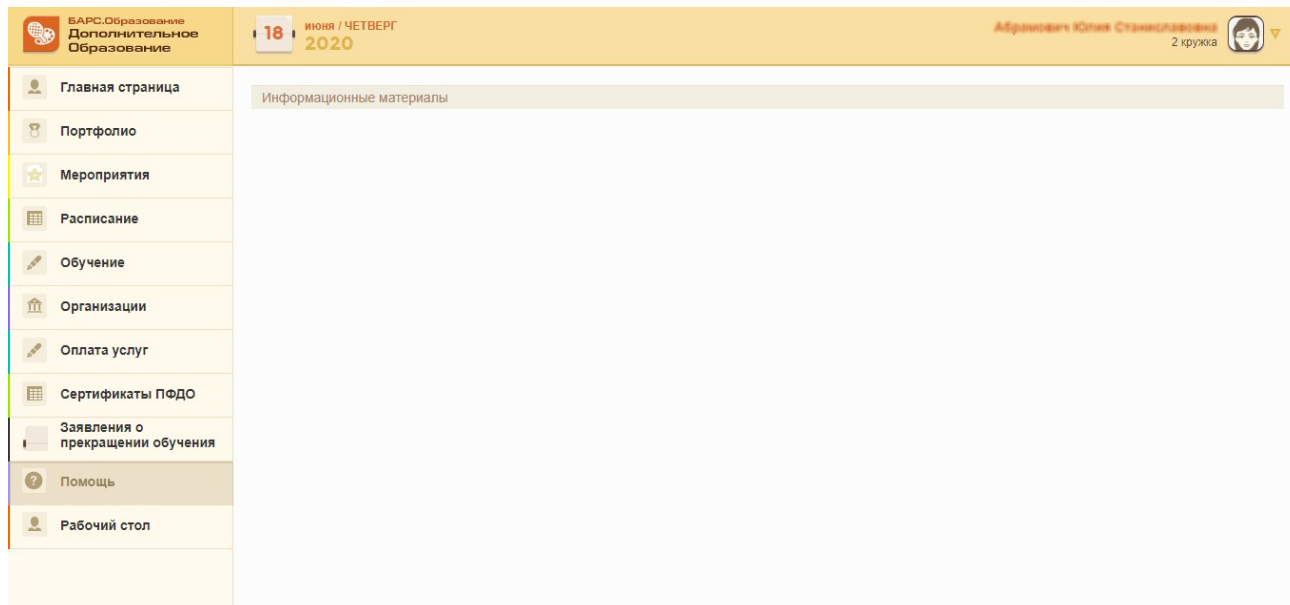 БАРС.Образование
Дополнительное
Образование
18
июня / ЧЕТВЕРГ
2020
2 кружка
Главная страница
Информационные материалы
Портфолио
Мероприятия
Расписание
Обучение
Организации
Оплата услуг
Сертификаты ПФДО
Заявления о
прекращении обучения
Помощь
Рабочий стол